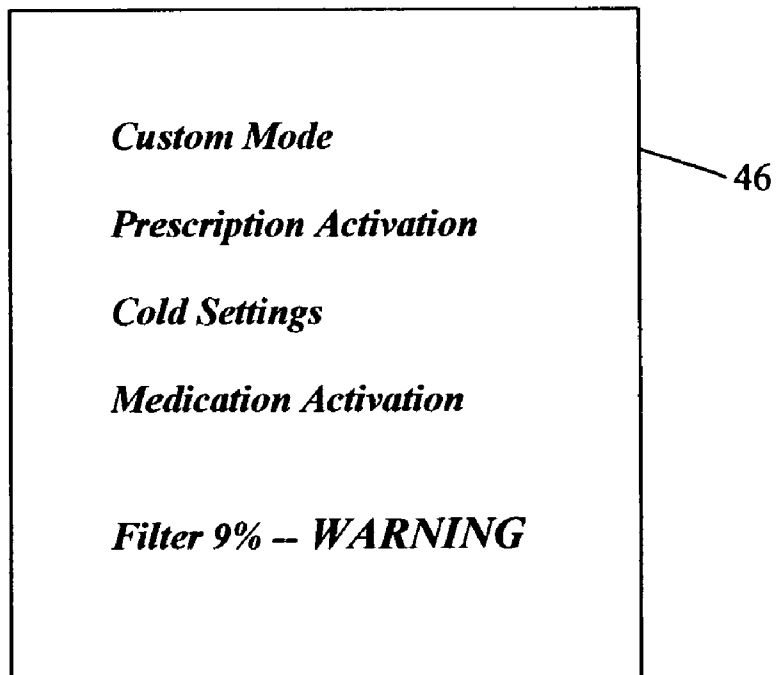 Custom Mode
46
Prescription Activation
Cold Settings
Medication Activation
Filter 9% -- WARNING